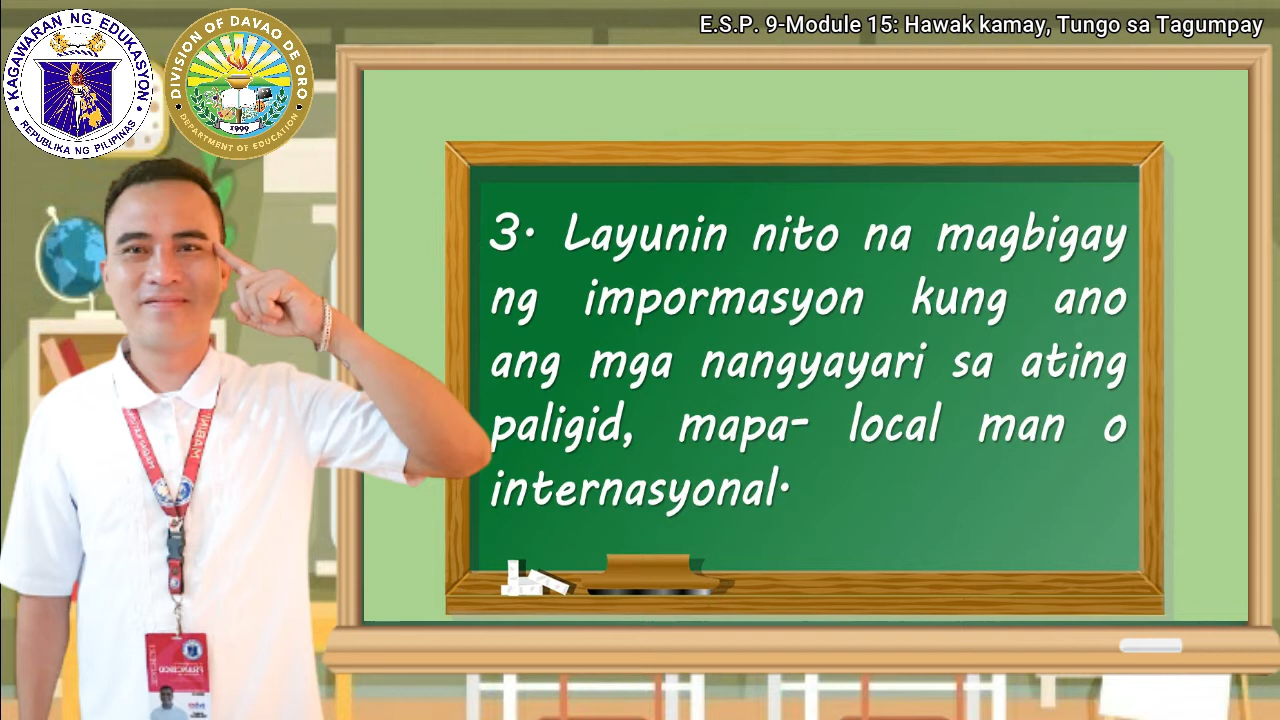 E.S.P. 9-Module 15: Hawak kamay, Tungo sa Tagumpay
KAGAWARAN NG EDUKASYON
REPUBLIKA NG PILIPINAS
DIVISION OF DAVAO DE ORO
1999
DEPARTMENT OF EDUCATION
3. Layunin nito na magbigay
ng impormasyon kung ano
ang mga nangyayari sa ating
paligid, mapa- local man o
internasyonal.
FRANCISCO